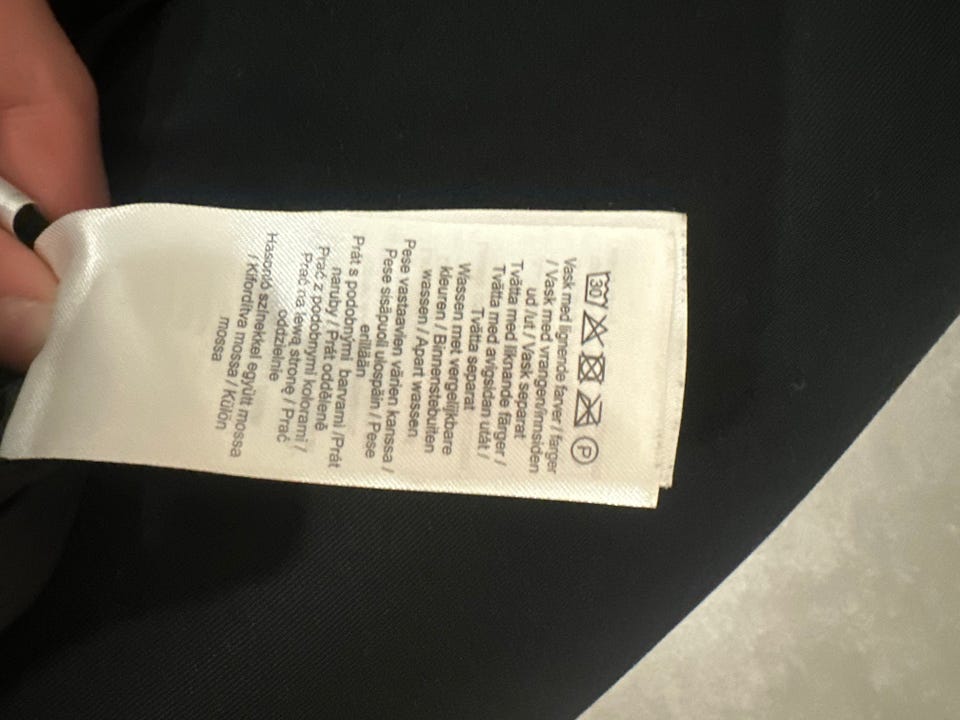 30 P
Vask med lignende farver / farger
/ Vask med vrangen/innsiden
ud /ut / Vask separat
Tvätta med liknande färger /
Tvätta med avigsidan utåt /
Tvätta separat
Wassen met vergelijkbare
kleuren / Binnenstebuiten
wassen / Apart wassen
Pese vastaavien värien kanssa /
Pese sisäpuoli ulospäin / Pese
erillään
Prát s podobnými barvami /Prát
naruby / Prát odděleně
Prać z podobnymi kolorami /
Prać na lewą stronę / Prać
oddzielnie
Hasonló színekkel együtt mossa
/ Kifordítva mossa / Külön
mossa